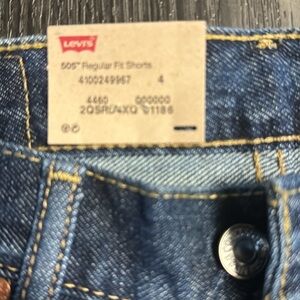 Levi's
505™ Regular Fit Shorts
4100249967 4
4460 000000
2QSRU4XQ 01186